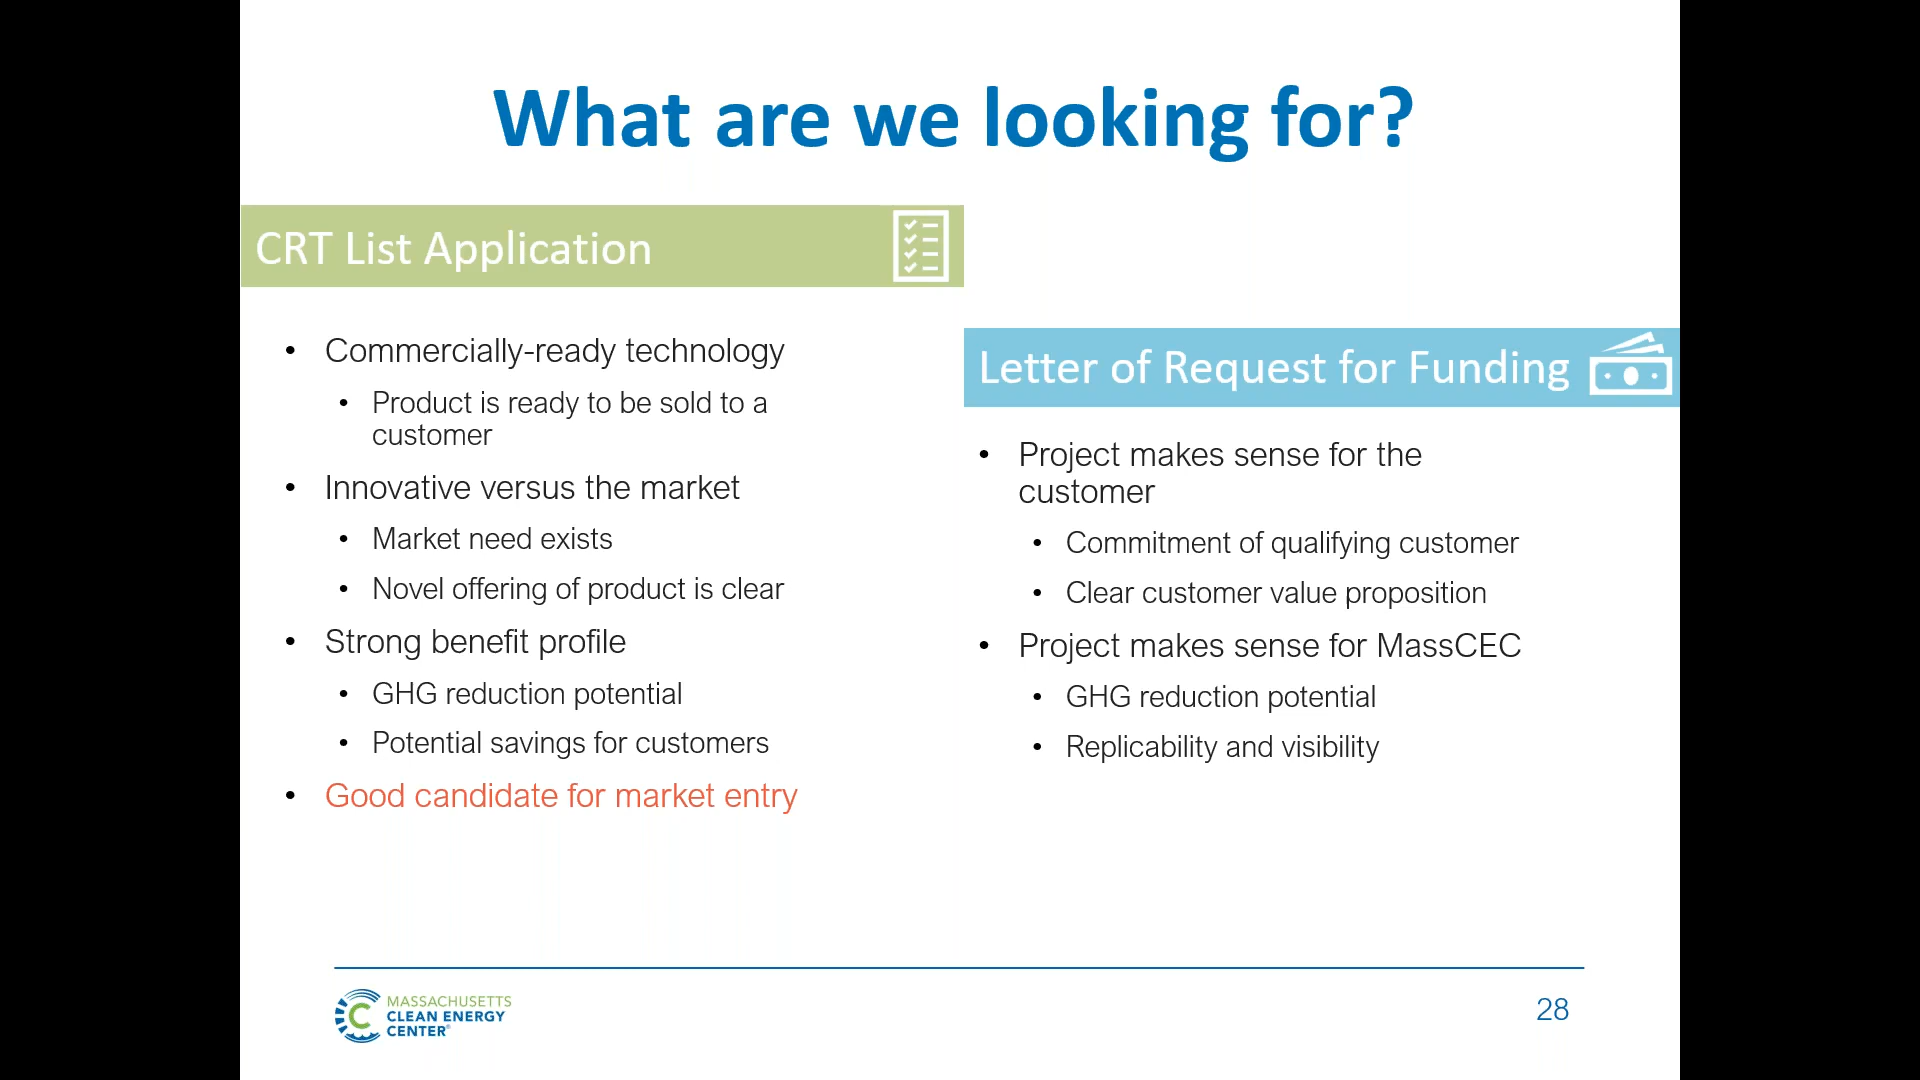 What are we looking for?
CRT List Application
• Commercially-ready technology
• Product is ready to be sold to a
customer
• Innovative versus the market
• Market need exists
• Novel offering of product is clear
• Strong benefit profile
• GHG reduction potential
• Potential savings for customers
• Good candidate for market entry
Letter of Request for Funding
• Project makes sense for the
customer
• Commitment of qualifying customer
• Clear customer value proposition
• Project makes sense for MassCEC
• GHG reduction potential
• Replicability and visibility
MASSACHUSETTS
CLEAN ENERGY
CENTER®
28